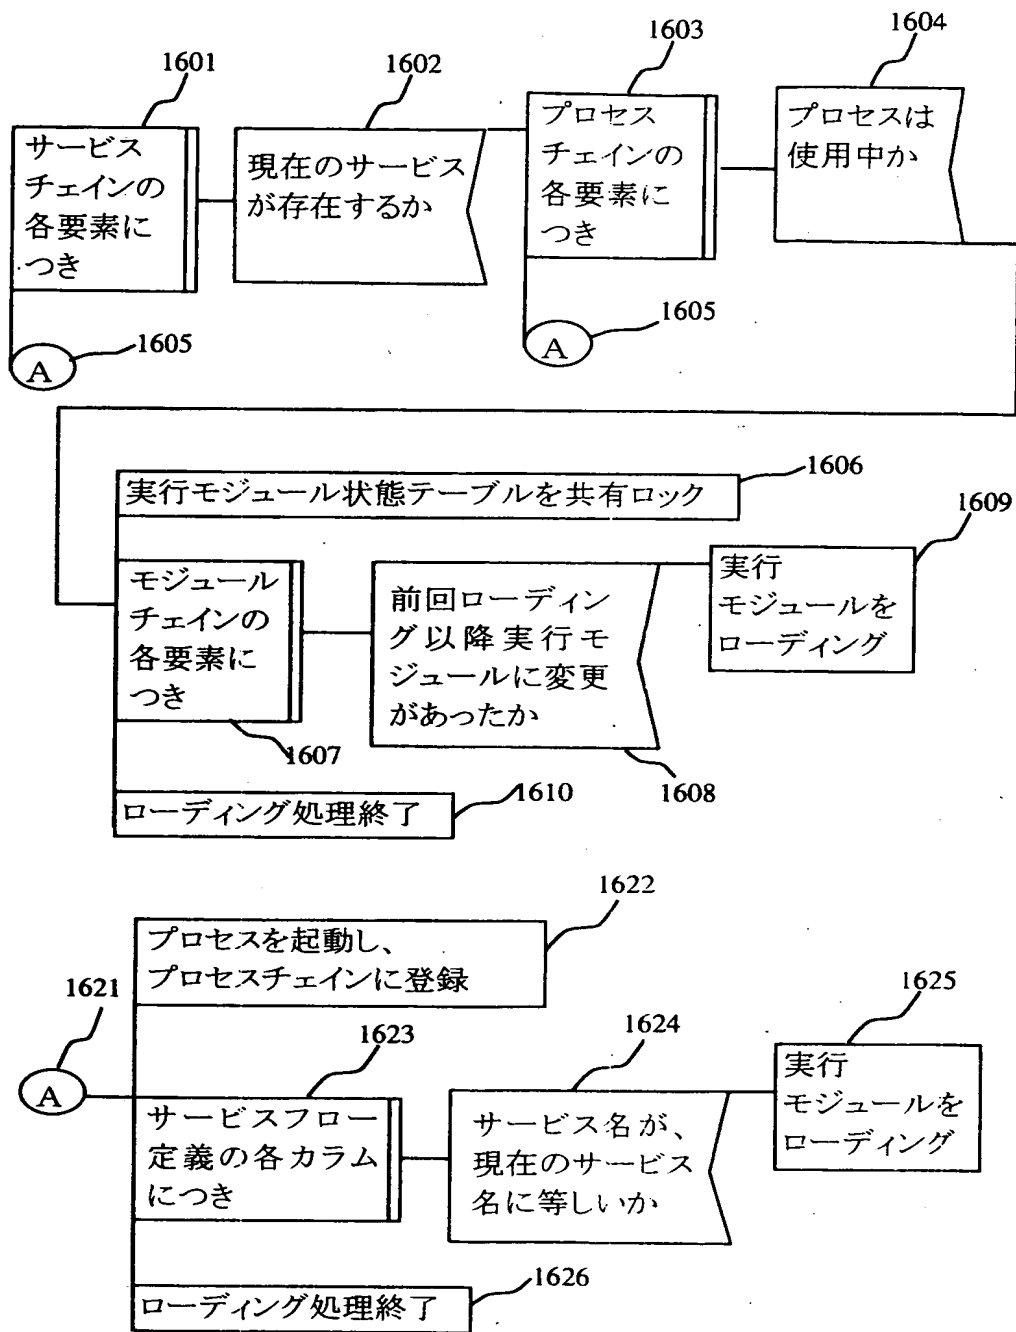 1601
1602
1603
1604
サービス
チェインの
各要素に
つき
現在のサービス
が存在するか
プロセス
チェインの
各要素に
つき
プロセスは
使用中か
A
1605
A
1605
1606
実行モジュール状態テーブルを共有ロック
1609
モジュール
チェインの
各要素に
つき
1607
前回ローディン
グ以降実行モ
ジュールに変更
があったか
1608
実行
モジュールを
ローディング
1610
ローディング処理終了
1622
プロセスを起動し、
プロセスチェインに登録
1621
A
1623
サービスフロー
定義の各カラム
につき
1624
サービス名が、
現在のサービス
名に等しいか
1625
実行
モジュールを
ローディング
1626
ローディング処理終了